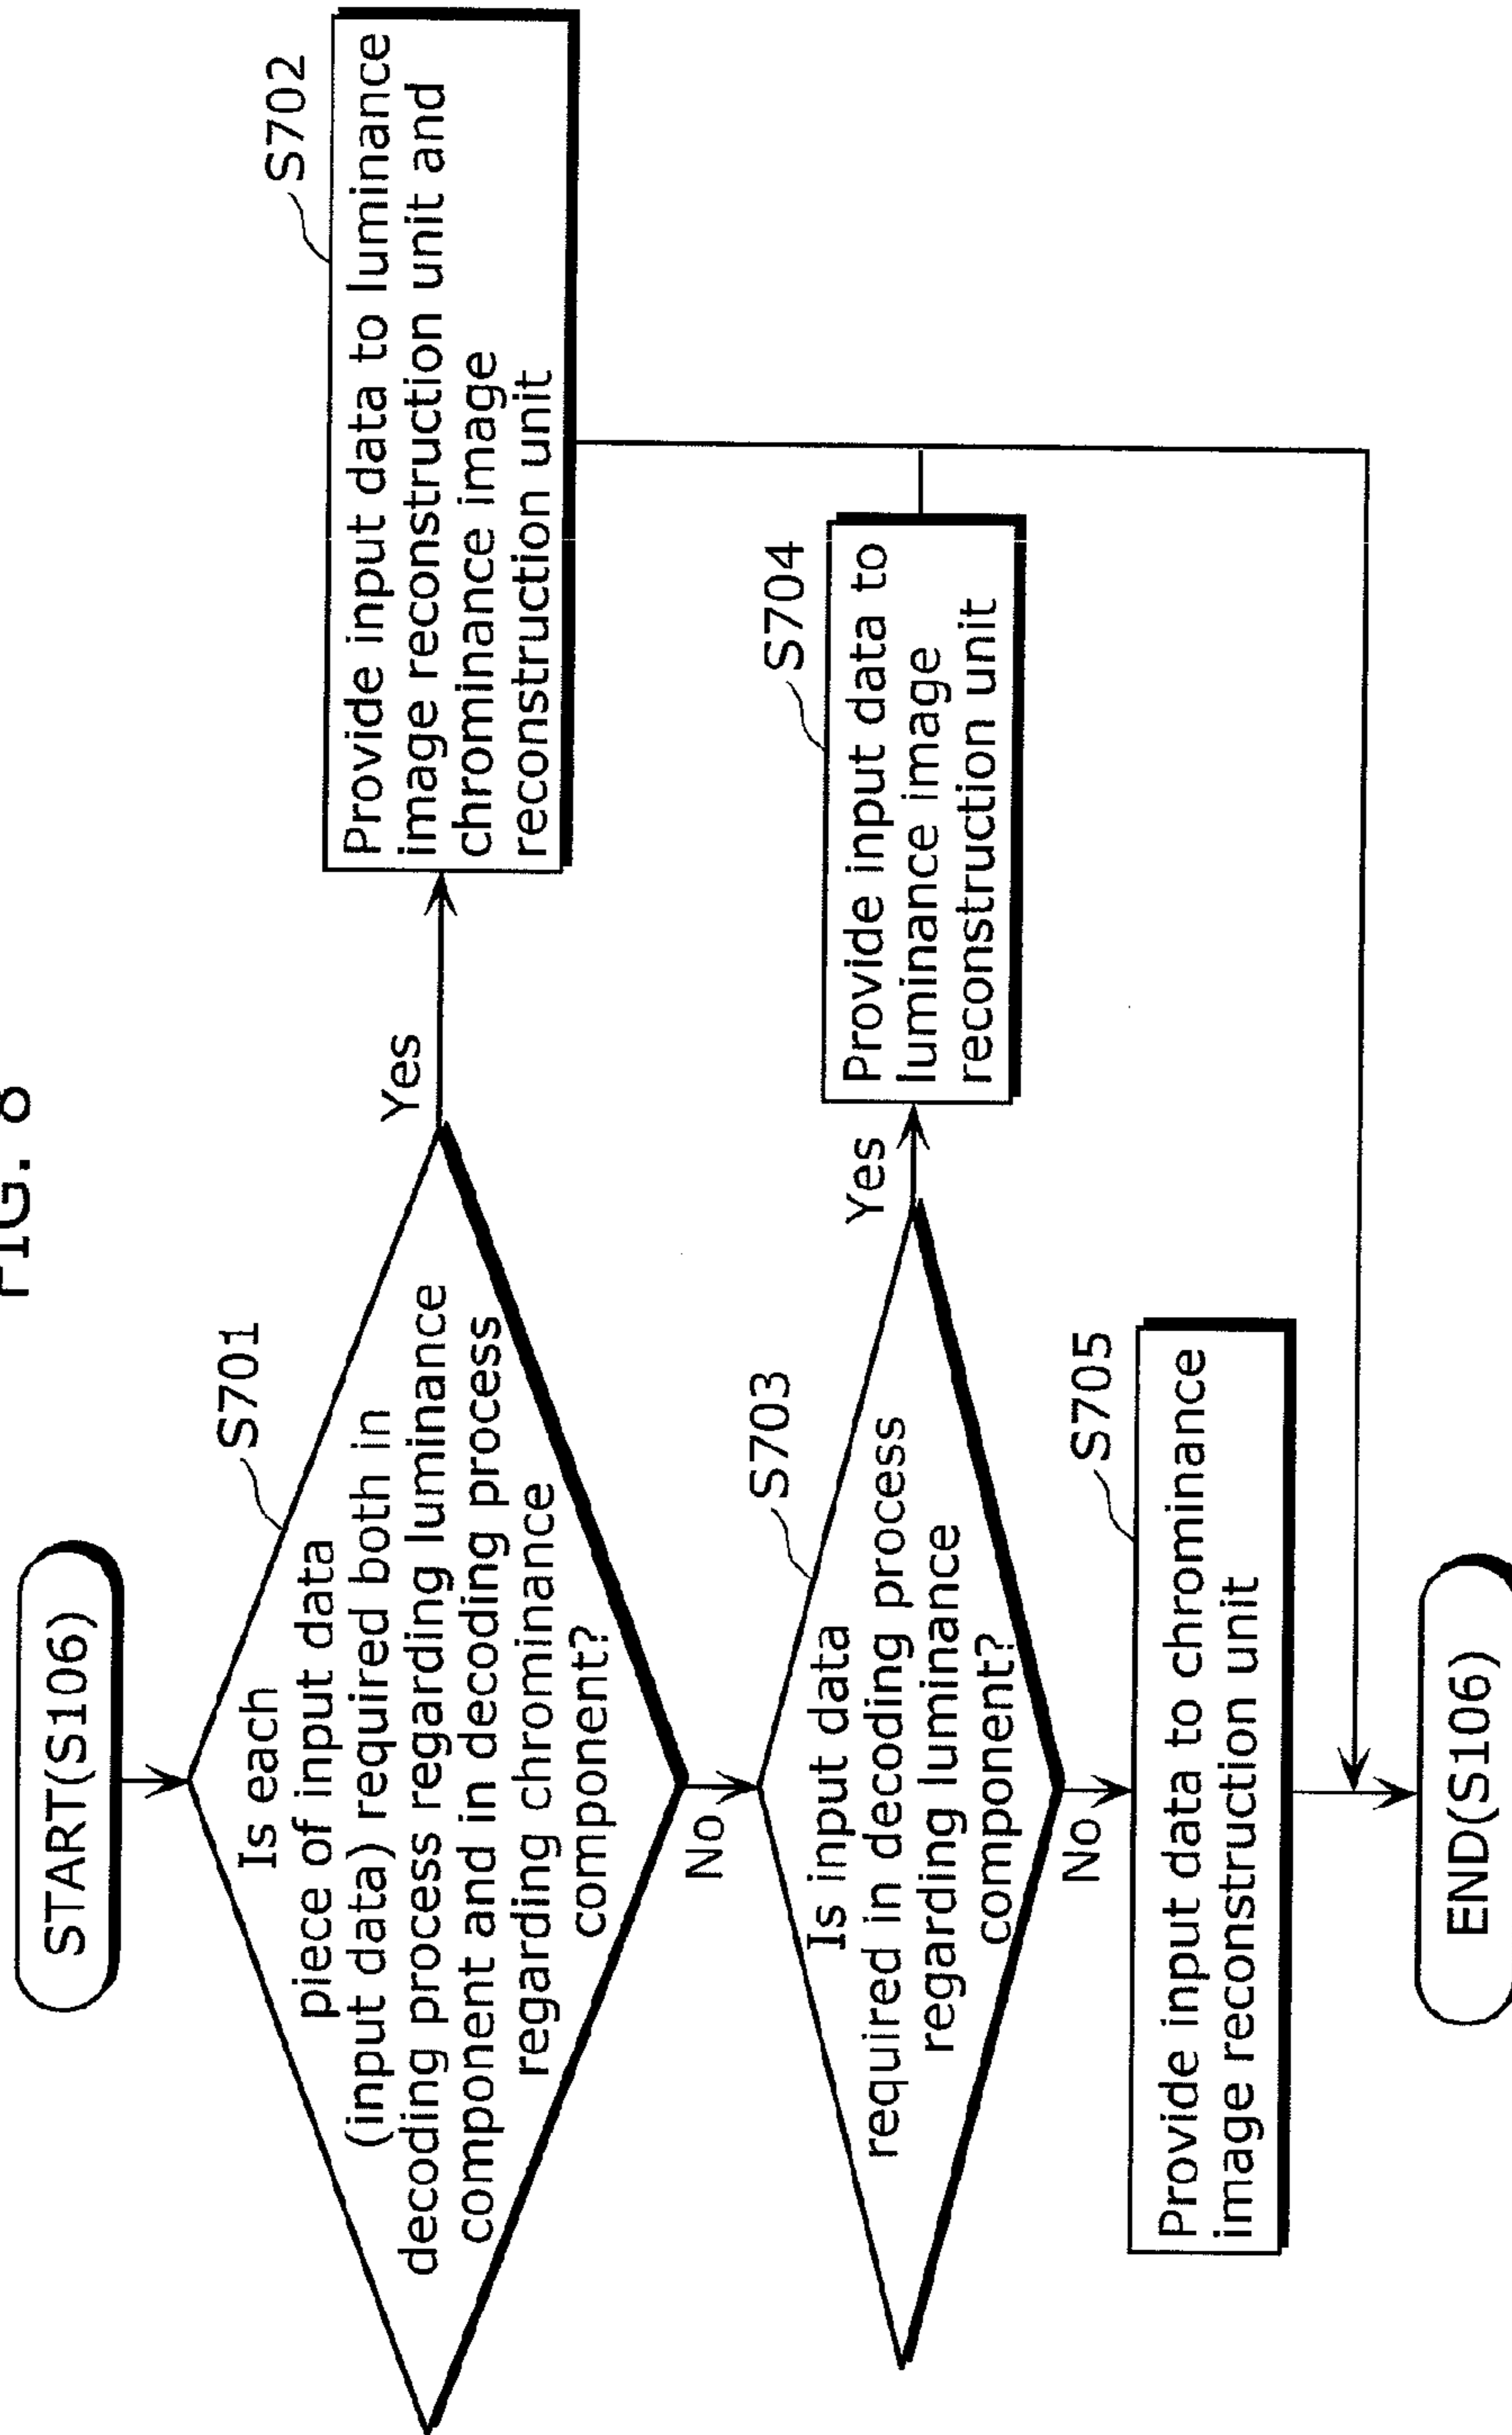 FIG. 8
START(S106)
S701
Is each
piece of input data
(input data) required both in
decoding process regarding luminance
component and in decoding process
regarding chrominance
component?
Yes
S702
Provide input data to luminance
image reconstruction unit and
chrominance image
reconstruction unit
No
S703
Is input data
required in decoding process
regarding luminance
component?
Yes
S704
Provide input data to
luminance image
reconstruction unit
No
S705
Provide input data to chrominance
image reconstruction unit
END(S106)